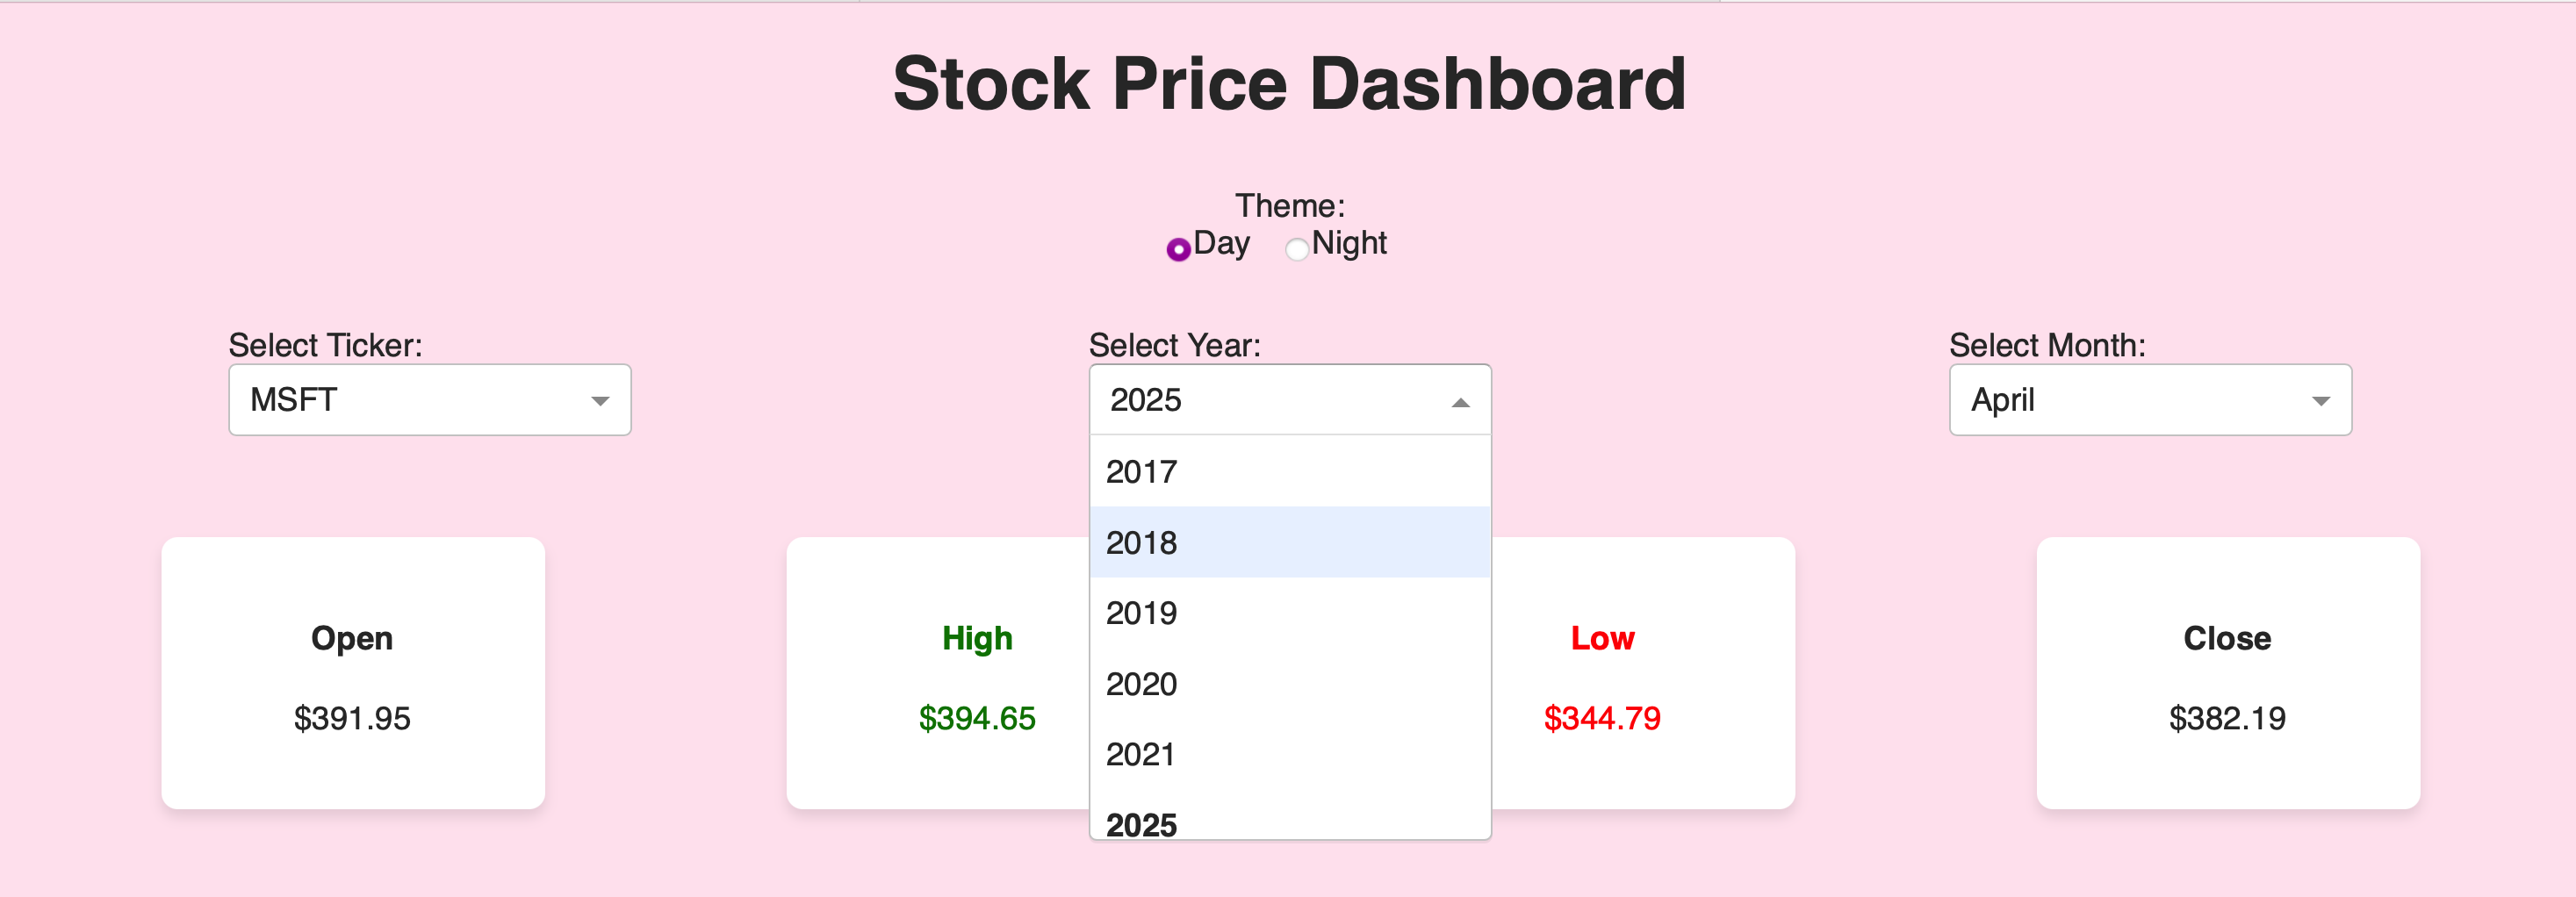 Stock Price Dashboard
Theme:
Day Night
Select Ticker:
MSFT
Select Year:
2025
2017
2018
2019
2020
2021
2025
Select Month:
April
Open
$391.95
High
$394.65
Low
$344.79
Close
$382.19